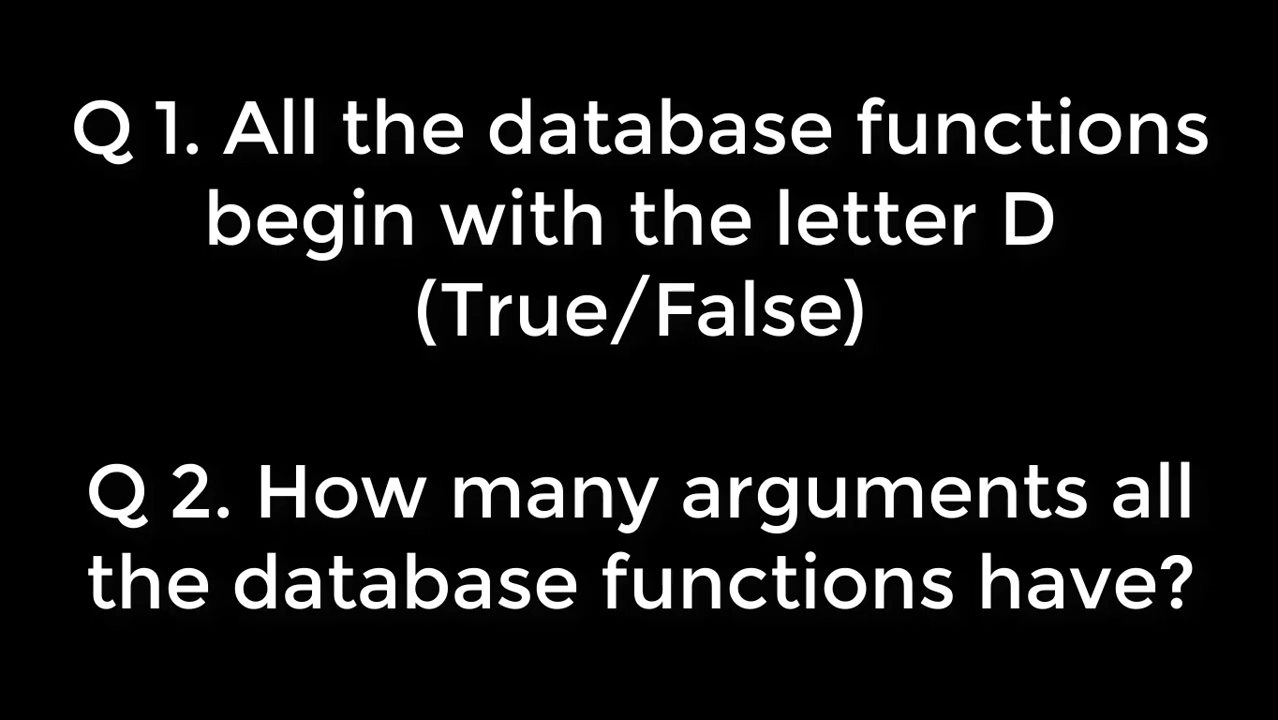 Q 1. All the database functions
begin with the letter D
(True/False)
Q 2. How many arguments all
the database functions have?